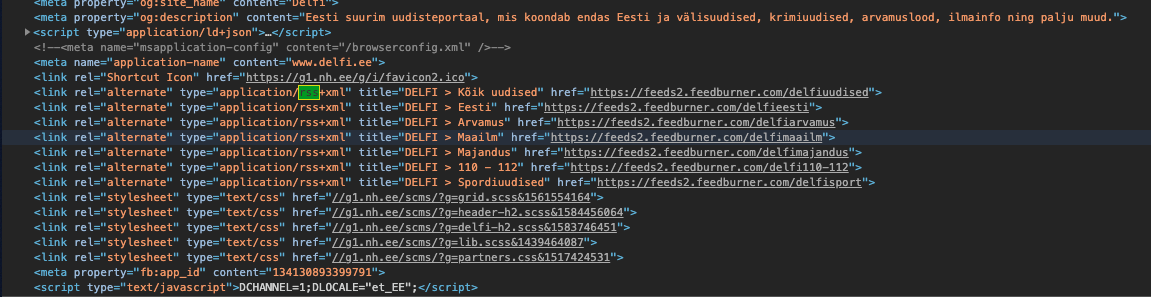 <meta property="og:site_name" content="Delfi">
<meta property="og:description" content="Eesti suurim uudisteportaal, mis koondab endas Eesti ja välisuudised, krimiuudised, arvamuslood, ilmainfo ning palju muud.">
<script type="application/ld+json">…</script>
<!--<meta name="msapplication-config" content="/browserconfig.xml" />-->
<meta name="application-name" content="www.delfi.ee">
<link rel="Shortcut Icon" href="https://g1.nh.ee/g/i/favicon2.ico">
<link rel="alternate" type="application/rss+xml" title="DELFI > Kõik uudised" href="https://feeds2.feedburner.com/delfiuudised">
<link rel="alternate" type="application/rss+xml" title="DELFI > Eesti" href="https://feeds2.feedburner.com/delfieesti">
<link rel="alternate" type="application/rss+xml" title="DELFI > Arvamus" href="https://feeds2.feedburner.com/delfiarvamus">
<link rel="alternate" type="application/rss+xml" title="DELFI > Maailm" href="https://feeds2.feedburner.com/delfimaailm">
<link rel="alternate" type="application/rss+xml" title="DELFI > Majandus" href="https://feeds2.feedburner.com/delfimajandus">
<link rel="alternate" type="application/rss+xml" title="DELFI > 110 - 112" href="https://feeds2.feedburner.com/delfi110-112">
<link rel="alternate" type="application/rss+xml" title="DELFI > Spordiuudised" href="https://feeds2.feedburner.com/delfisport">
<link rel="stylesheet" type="text/css" href="//g1.nh.ee/scms/?g=grid.scss&1561554164">
<link rel="stylesheet" type="text/css" href="//g1.nh.ee/scms/?g=header-h2.scss&1584456064">
<link rel="stylesheet" type="text/css" href="//g1.nh.ee/scms/?g=delfi-h2.scss&1583746451">
<link rel="stylesheet" type="text/css" href="//g1.nh.ee/scms/?g=lib.scss&1439464087">
<link rel="stylesheet" type="text/css" href="//g1.nh.ee/scms/?g=partners.css&1517424531">
<meta property="fb:app_id" content="134130893399791">
<script type="text/javascript">DCHANNEL=1;DLOCALE="et_EE";</script>